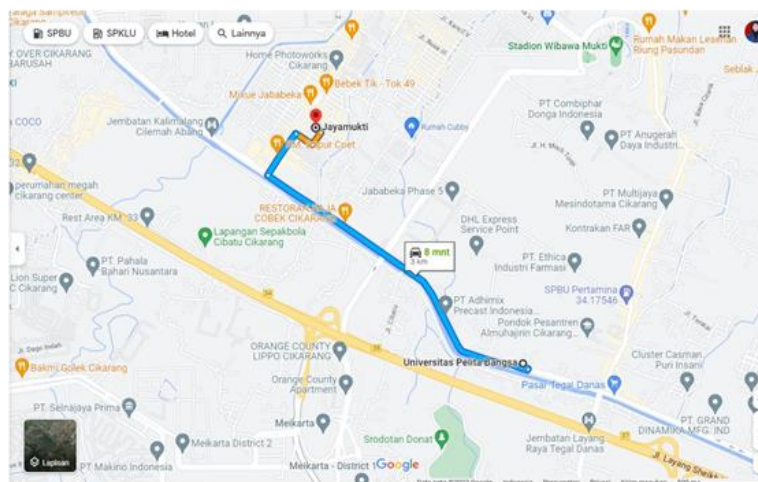 SPBU
SPKLU
Hotel
Lainnya
Rumah Makan Lesehan
Riung Pasundan
Stadion Wibawa Mukti
Home Photoworks
Cikarang
Bebek Tik - Tok 49
Mixue Jababeka
Jembatan Kalimalang
Cilemah Abang
Jayamukti
Rumah Cubby
PT Combiphar
Donga Indonesia
Seblak
PT Anugerah
Daya Industri...
Jababeka Phase 5
PT Multijaya
Mesindotama Cikarang
perumahan megah
cikarang center
Rest Area KM. 33
Lapangan Sepakbola
Cibatu Cikarang
COBEK CIKARANG
DHL Express
Service Point
Kontrakan FAR
8 mnt
3 km
PT. Ethica
Industri Farmasi
PT. Pahala
Bahari Nusantara
Lion Super
PT Adhimix
Precast Indonesia...
SPBU Pertamina
34.17546
Pondok Pesantren
Almuhajirin Cikarang...
ORANGE COUNTY
LIPPO CIKARANG
Universitas Pelita Bangsa
Bakmi Golek Cikarang
Orange County
Apartment
Pasar Tegal Danas
Cluster Casman
Puri Insani
PT. Selnajaya Prima
Meikarta
PT. GRAND
DINAMIKA MFG. IND
Meikarta District 2
Srodotan Donat
Jembatan Layang
Raya Tegal Danas
PT Makino Indonesia
Meikarta - District 1
Google
Lapisan